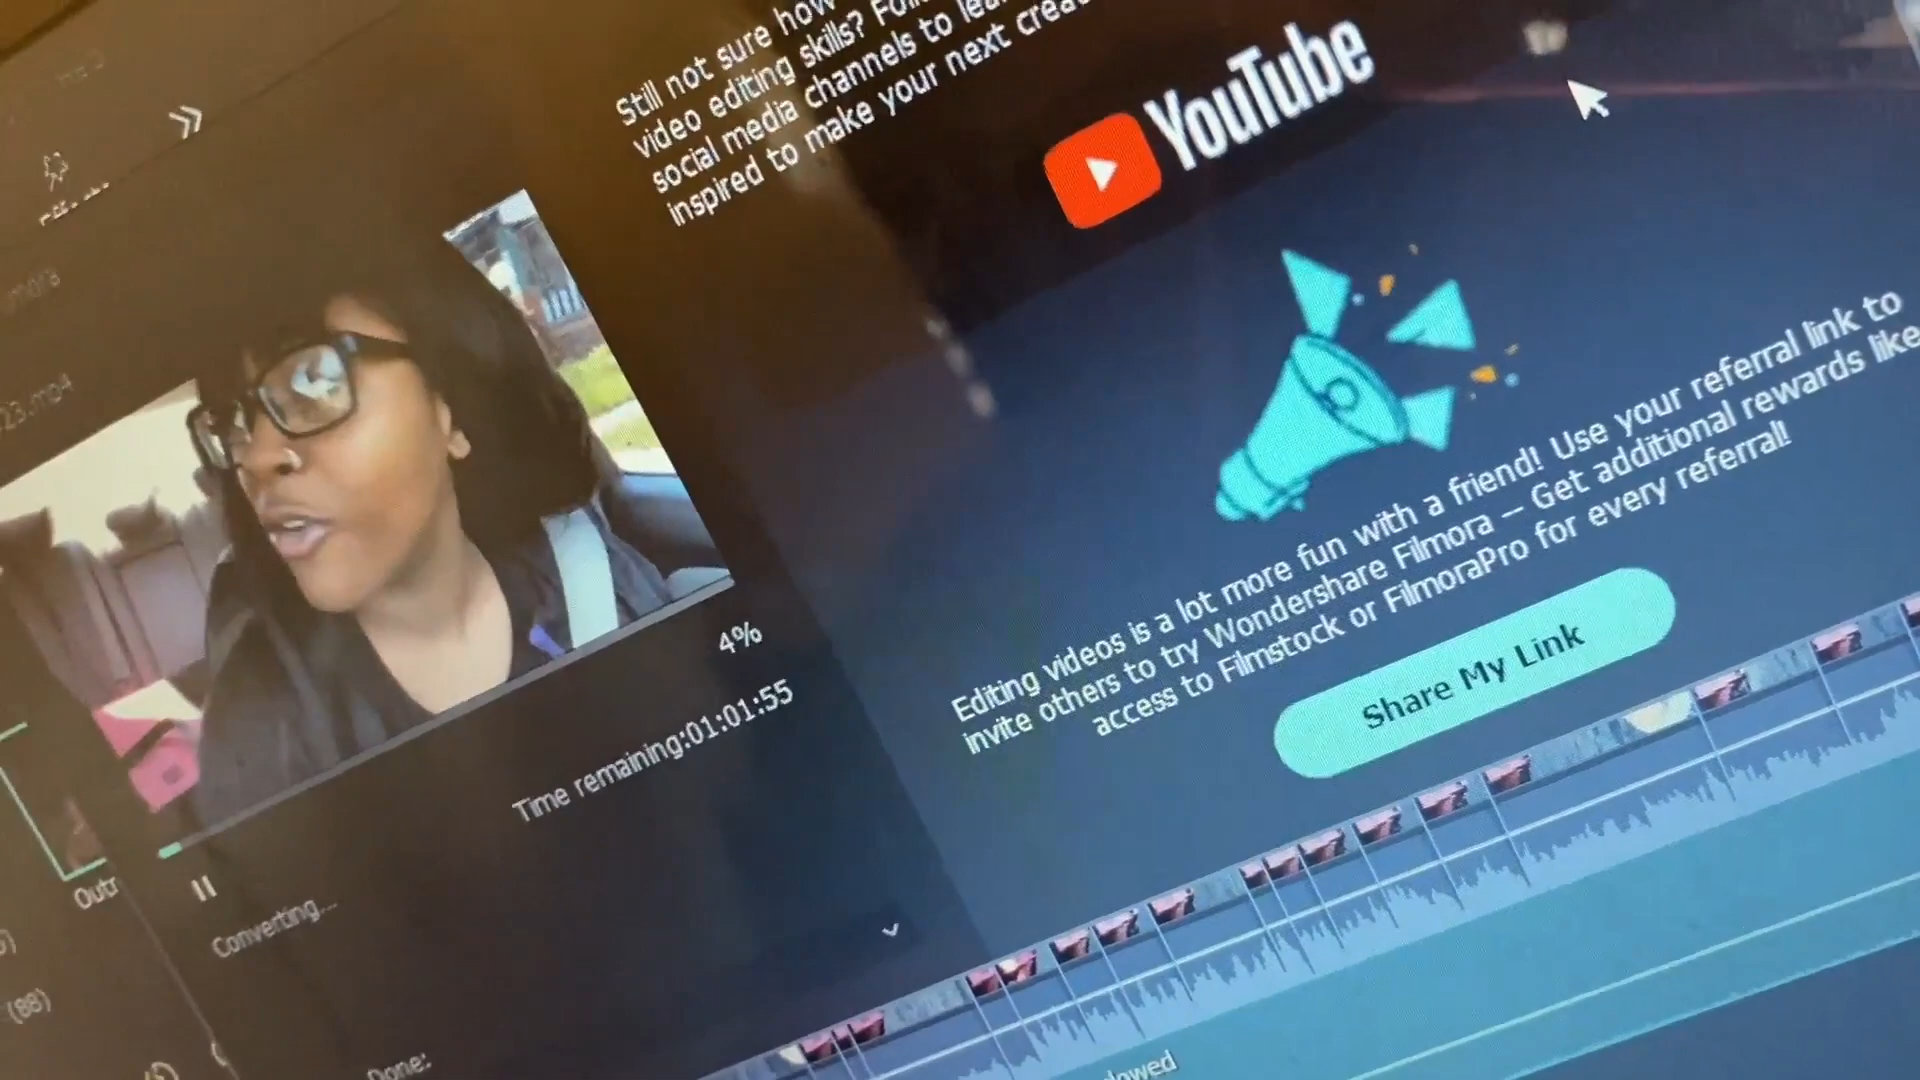 Still not sure how
video editing skills?
social media channels to
inspired to make your next
YouTube
23.mp4
4%
Time remaining:01:01:55
Converting...
Editing videos is a lot more fun with a friend! Use your referral link to
invite others to try Wondershare Filmora – Get additional rewards like
access to Filmstock or FilmoraPro for every referral!
Share My Link
(88)
Done: